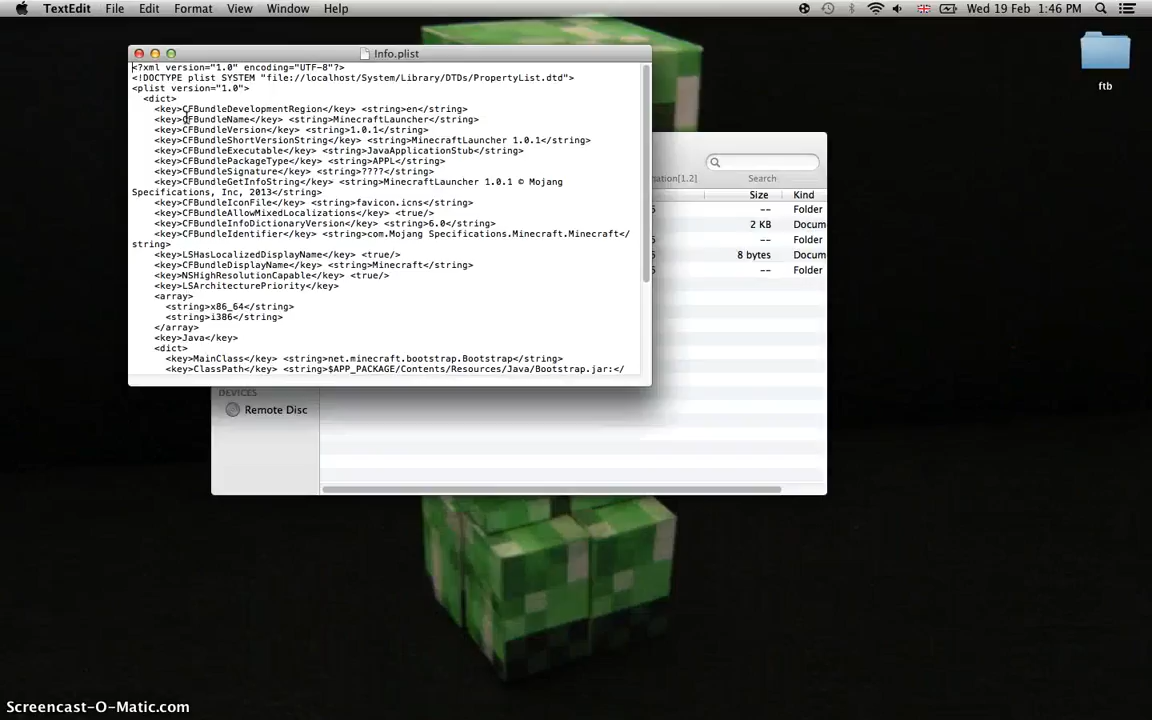 TextEdit File Edit Format View Window Help Wed 19 Feb 1:46 PM
Info.plist
<?xml version="1.0" encoding="UTF-8"?>
<!DOCTYPE plist SYSTEM "file://localhost/System/Library/DTDs/PropertyList.dtd">
<plist version="1.0">
<dict>
<key>CFBundleDevelopmentRegion</key> <string>en</string>
<key>CFBundleName</key> <string>MinecraftLauncher</string>
<key>CFBundleVersion</key> <string>1.0.1</string>
<key>CFBundleShortVersionString</key> <string>MinecraftLauncher 1.0.1</string>
<key>CFBundleExecutable</key> <string>JavaApplicationStub</string>
<key>CFBundlePackageType</key> <string>APPL</string>
<key>CFBundleSignature</key> <string>????</string>
<key>CFBundleGetInfoString</key> <string>MinecraftLauncher 1.0.1 © Mojang
Specifications, Inc, 2013</string>
<key>CFBundleIconFile</key> <string>favicon.icns</string>
<key>CFBundleAllowMixedLocalizations</key> <true/>
<key>CFBundleInfoDictionaryVersion</key> <string>6.0</string>
<key>CFBundleIdentifier</key> <string>com.Mojang Specifications.Minecraft.Minecraft</
string>
<key>LSHasLocalizedDisplayName</key> <true/>
<key>CFBundleDisplayName</key> <string>Minecraft</string>
<key>NSHighResolutionCapable</key> <true/>
<key>LSArchitecturePriority</key>
<array>
<string>x86_64</string>
<string>i386</string>
</array>
<key>Java</key>
<dict>
<key>MainClass</key> <string>net.minecraft.bootstrap.Bootstrap</string>
<key>ClassPath</key> <string>$APP_PACKAGE/Contents/Resources/Java/Bootstrap.jar:</
mation[1,2] Search
Size Kind
5 -- Folder
2 KB Docum
5 -- Folder
8 bytes Docum
5 -- Folder
DEVICES
Remote Disc
ftb
Screencast-O-Matic.com